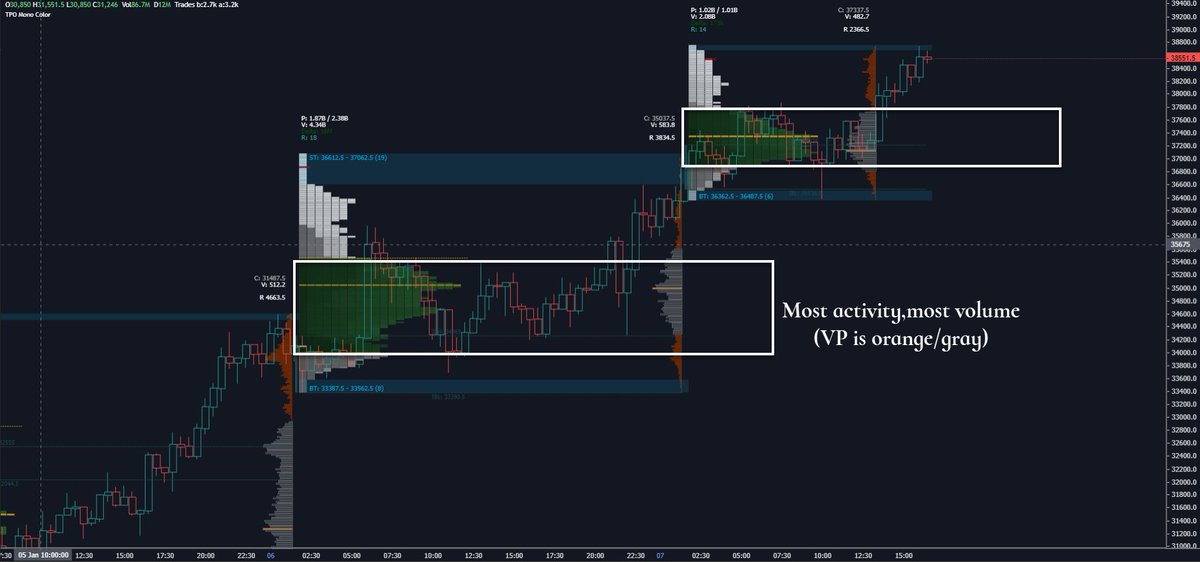 O30,850 H31,551.5 L30,850 C31,246 Vol86.7M D12M Trades b:2.7k a:3.2k
TPO Mono Color
P: 1.02B / 1.01B
V: 2.08B
R: 14
C: 37337.5
V: 482.7
R 2366.5
P: 1.87B / 2.38B
V: 4.34B
R: 18
C: 35037.5
V: 583.8
R 3834.5
ST: 36612.5 - 37062.5 (19)
BT: 36362.5 - 36487.5 (6)
C: 31487.5
V: 512.2
R 4663.5
Most activity,most volume
(VP is orange/gray)
BT: 33387.5 - 33562.5 (8)
39400.0
39200.0
39000.0
38800.0
38551.5
38400.0
38200.0
38000.0
37800.0
37600.0
37400.0
37200.0
37000.0
36800.0
36600.0
36400.0
36200.0
36000.0
35800.0
35675
35400.0
35200.0
35000.0
34800.0
34600.0
34400.0
34200.0
34000.0
33800.0
33600.0
33400.0
33200.0
33000.0
32800.0
32600.0
32400.0
32200.0
32000.0
31800.0
31600.0
31400.0
31200.0
31000.0
05 Jan 10:00:00 12:30 15:00 17:30 20:00 22:30 06 02:30 05:00 07:30 10:00 12:30 15:00 17:30 20:00 22:30 07 02:30 05:00 07:30 10:00 12:30 15:00